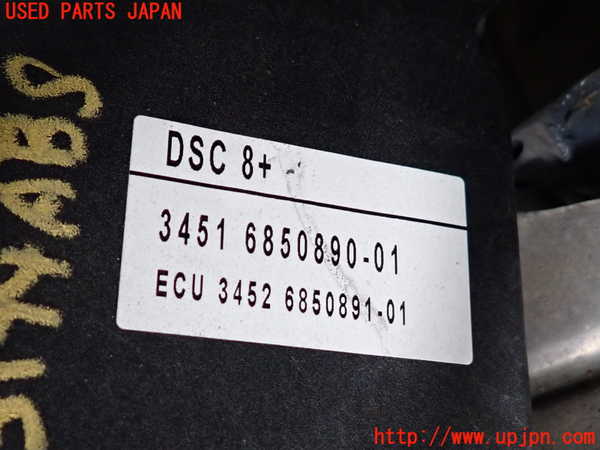 USED PARTS JAPAN
DSC 8+
3451 6850890-01
ECU 3452 6850891-01
http://www.upjpn.com/